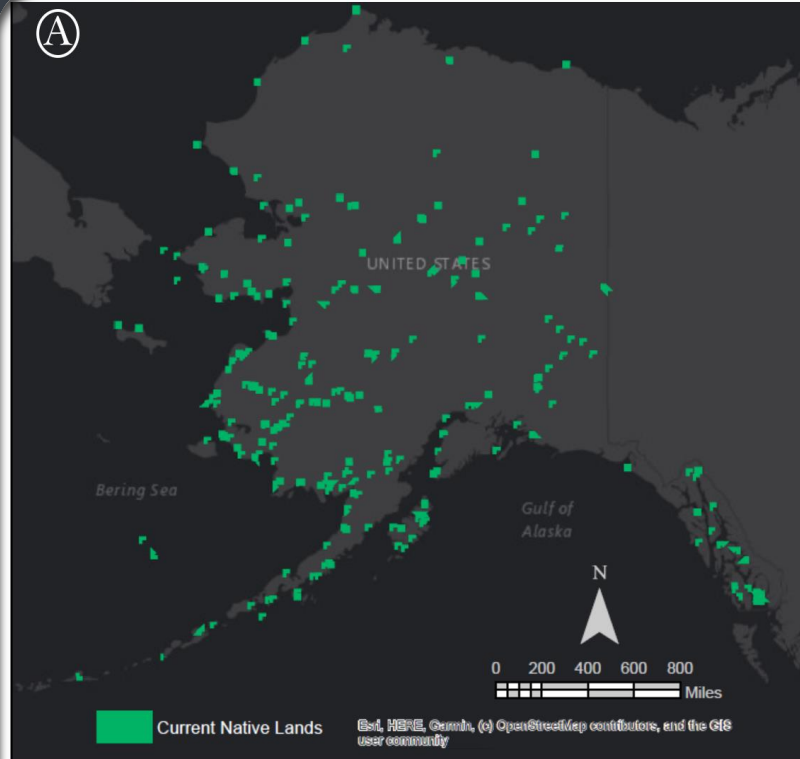 A
UNITED STATES
Bering Sea
Gulf of
Alaska
N
0 200 400 600 800
Miles
Current Native Lands
Esri, HERE, Garmin, (c) OpenStreetMap contributors, and the GIS
user community